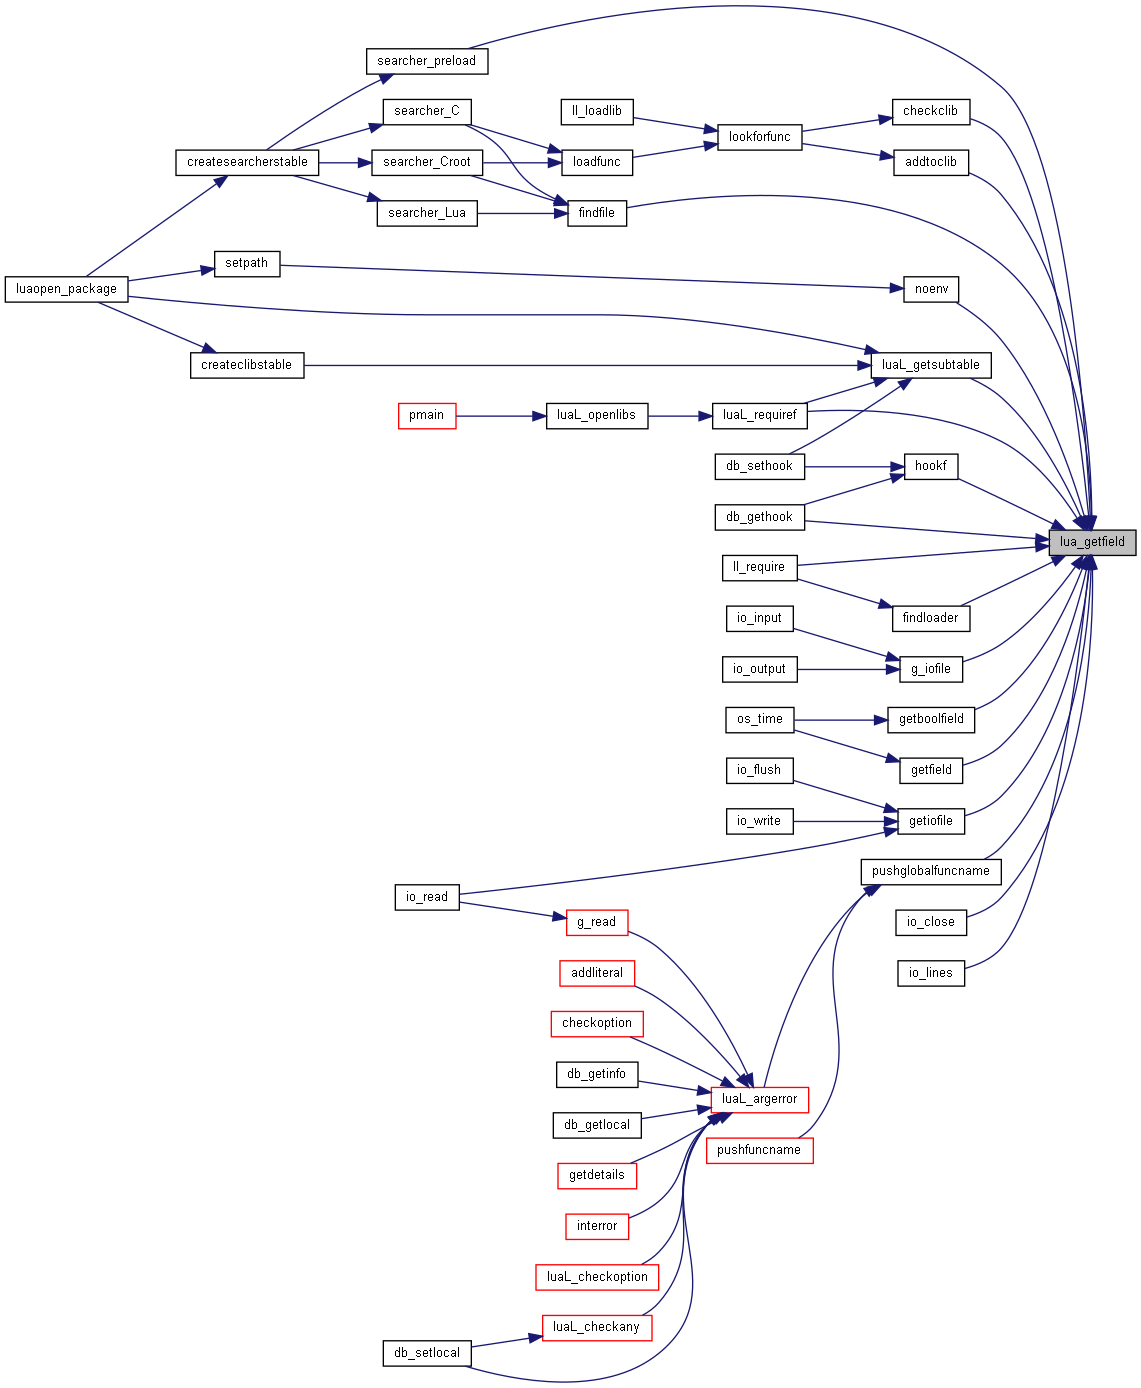 searcher_preload
searcher_C
ll_loadlib
checkclib
lookforfunc
createsearcherstable
searcher_Croot
loadfunc
addtoclib
searcher_Lua
findfile
setpath
luaopen_package
noenv
createclibstable
luaL_getsubtable
pmain
luaL_openlibs
luaL_requiref
db_sethook
hookf
db_gethook
lua_getfield
ll_require
io_input
findloader
io_output
g_iofile
os_time
getboolfield
io_flush
getfield
io_write
getiofile
pushglobalfuncname
io_read
g_read
io_close
addliteral
io_lines
checkoption
db_getinfo
luaL_argerror
db_getlocal
pushfuncname
getdetails
interror
luaL_checkoption
luaL_checkany
db_setlocal